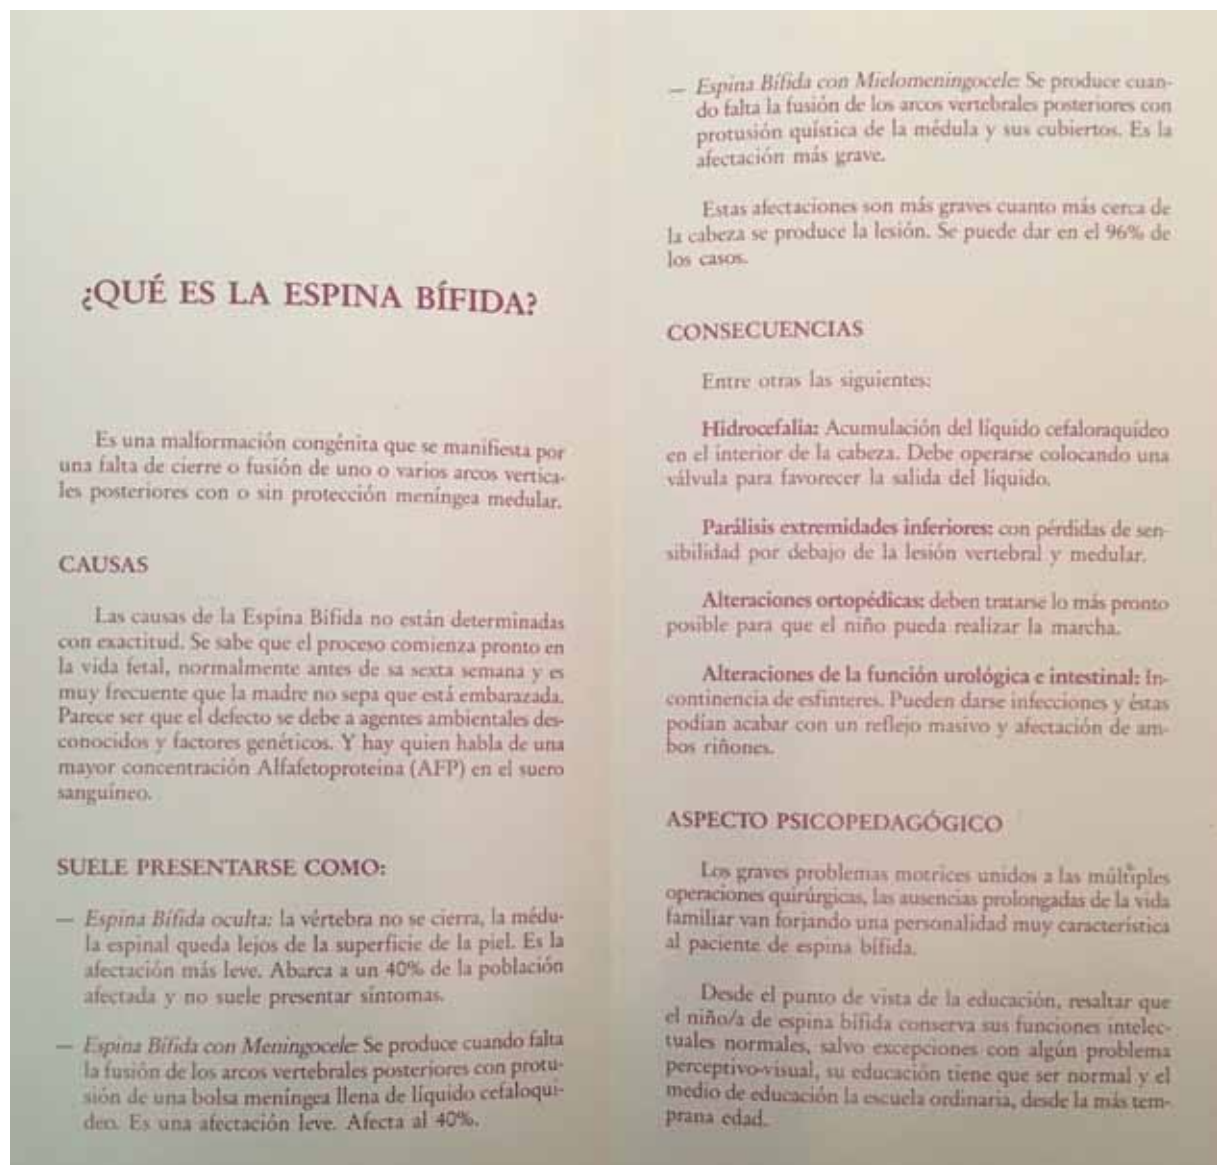 ¿QUÉ ES LA ESPINA BÍFIDA?
Es una malformación congénita que se manifiesta por
una falta de cierre o fusión de uno o varios arcos vertica-
les posteriores con o sin protección meníngea medular.
CAUSAS
Las causas de la Espina Bífida no están determinadas
con exactitud. Se sabe que el proceso comienza pronto en
la vida fetal, normalmente antes de sa sexta semana y es
muy frecuente que la madre no sepa que está embarazada.
Parece ser que el defecto se debe a agentes ambientales des-
conocidos y factores genéticos. Y hay quien habla de una
mayor concentración Alfafetoproteina (AFP) en el suero
sanguíneo.
SUELE PRESENTARSE COMO:
— Espina Bífida oculta: la vértebra no se cierra, la médu-
la espinal queda lejos de la superficie de la piel. Es la
afectación más leve. Abarca a un 40% de la población
afectada y no suele presentar síntomas.
— Espina Bífida con Meningocele: Se produce cuando falta
la fusión de los arcos vertebrales posteriores con protu-
sión de una bolsa meníngea llena de líquido cefaloqui-
deo. Es una afectación leve. Afecta al 40%.
— Espina Bífida con Mielomeningocele: Se produce cuan-
do falta la fusión de los arcos vertebrales posteriores con
protusión quística de la médula y sus cubiertos. Es la
afectación más grave.
Estas afectaciones son más graves cuanto más cerca de
la cabeza se produce la lesión. Se puede dar en el 96% de
los casos.
CONSECUENCIAS
Entre otras las siguientes:
Hidrocefalia: Acumulación del líquido cefaloraquídeo
en el interior de la cabeza. Debe operarse colocando una
válvula para favorecer la salida del líquido.
Parálisis extremidades inferiores: con pérdidas de sen-
sibilidad por debajo de la lesión vertebral y medular.
Alteraciones ortopédicas: deben tratarse lo más pronto
posible para que el niño pueda realizar la marcha.
Alteraciones de la función urológica e intestinal: In-
continencia de esfinteres. Pueden darse infecciones y éstas
podían acabar con un reflejo masivo y afectación de am-
bos riñones.
ASPECTO PSICOPEDAGÓGICO
Los graves problemas motrices unidos a las múltiples
operaciones quirúrgicas, las ausencias prolongadas de la vida
familiar van forjando una personalidad muy característica
al paciente de espina bífida.
Desde el punto de vista de la educación, resaltar que
el niño/a de espina bífida conserva sus funciones intelec-
tuales normales, salvo excepciones con algún problema
perceptivo-visual, su educación tiene que ser normal y el
medio de educación la escuela ordinaria, desde la más tem-
prana edad.